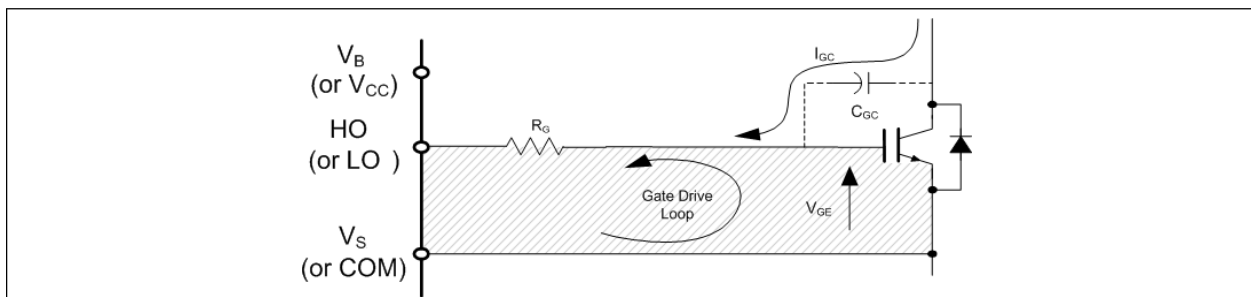 V_B
(or V_CC)
HO
(or LO )
V_S
(or COM)
R_G
I_GC
C_GC
Gate Drive
Loop
V_GE